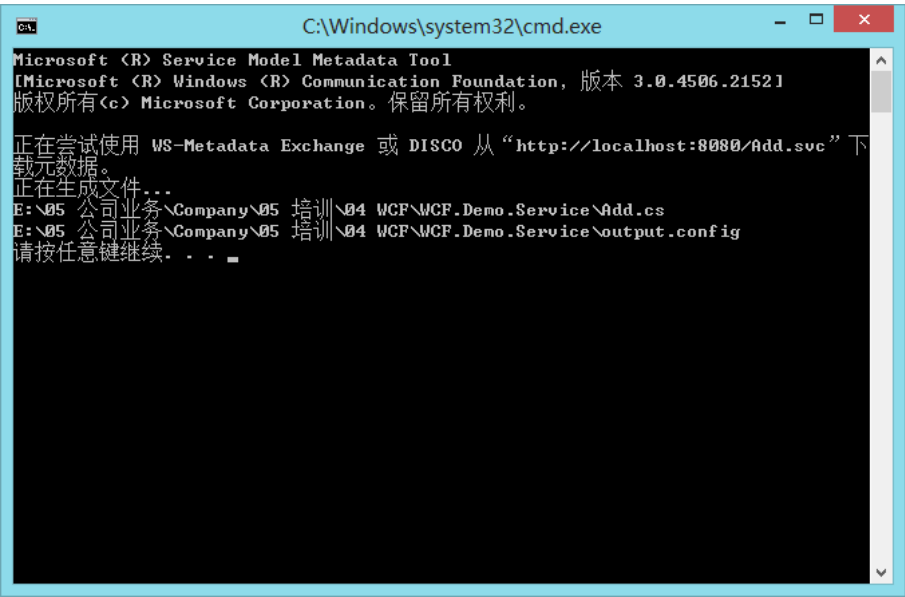 C:\Windows\system32\cmd.exe
Microsoft (R) Service Model Metadata Tool
[Microsoft (R) Windows (R) Communication Foundation, 版本 3.0.4506.2152]
版权所有(c) Microsoft Corporation。保留所有权利。
正在尝试使用 WS-Metadata Exchange 或 DISCO 从“http://localhost:8080/Add.svc”下
载元数据。
正在生成文件...
E:\05 公司业务\Company\05 培训\04 WCF\WCF.Demo.Service\Add.cs
E:\05 公司业务\Company\05 培训\04 WCF\WCF.Demo.Service\output.config
请按任意键继续. . .